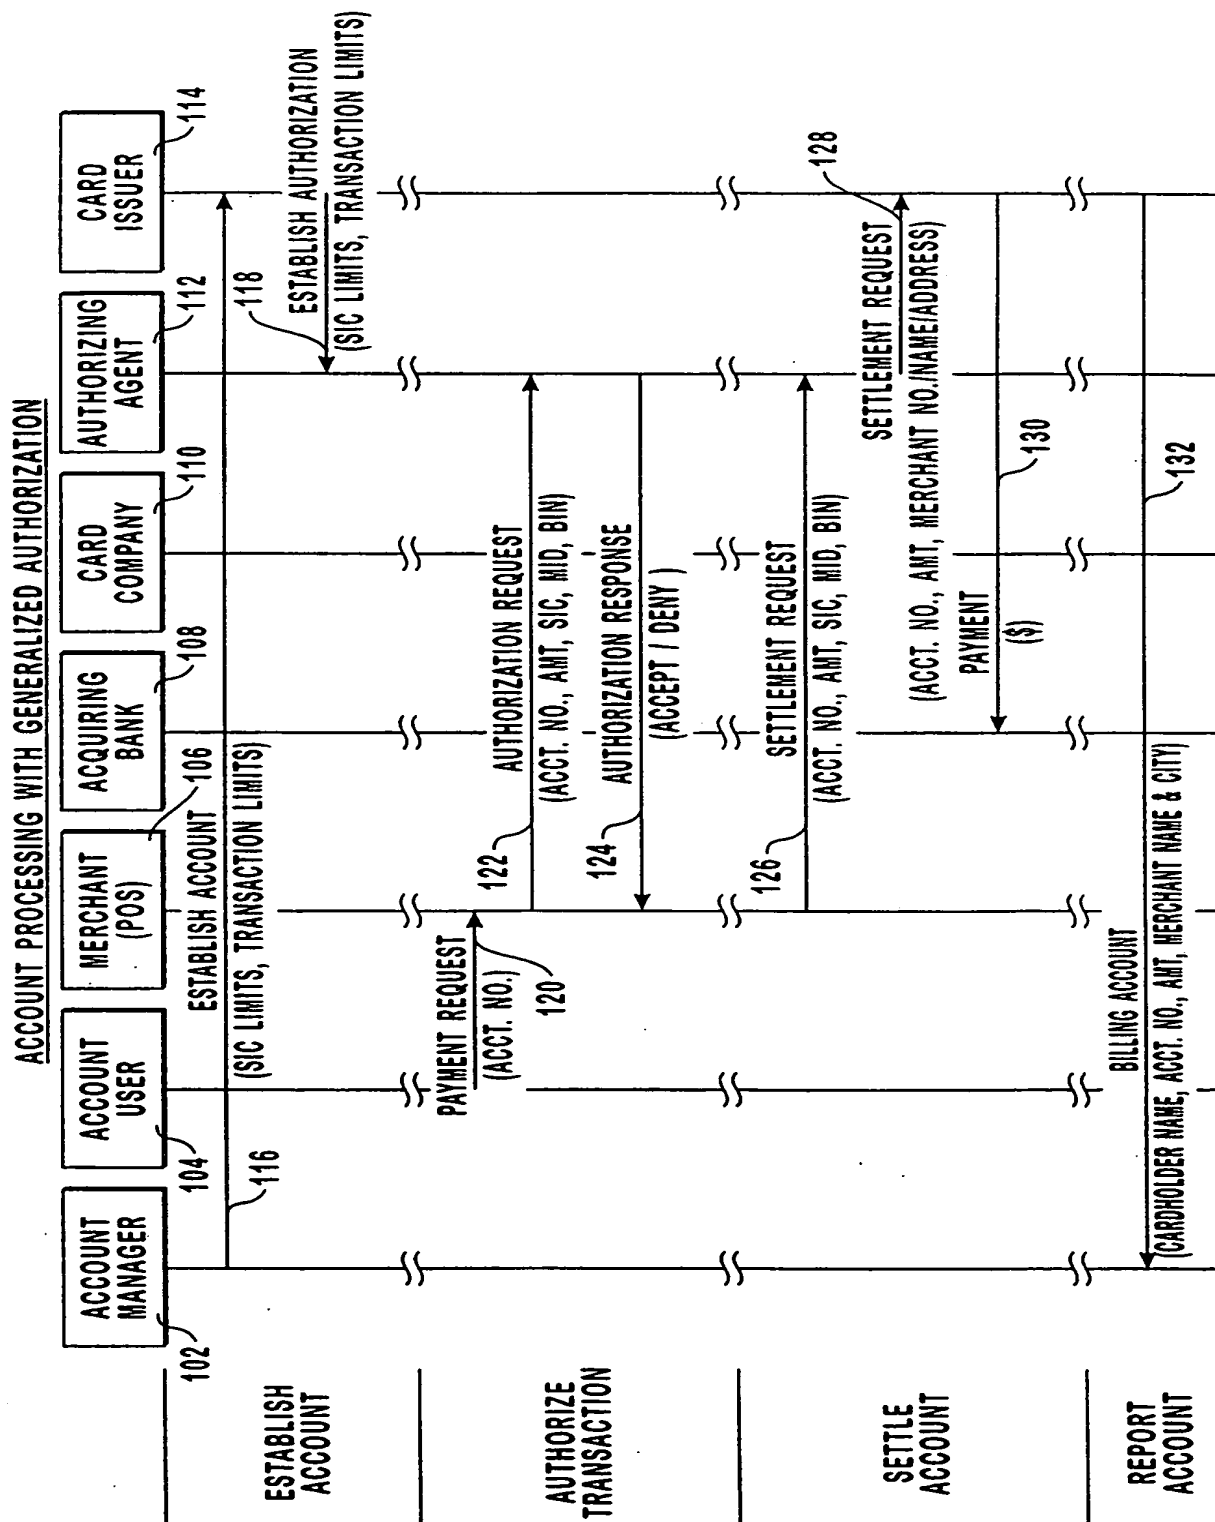 ACCOUNT PROCESSING WITH GENERALIZED AUTHORIZATION
ACCOUNT
MANAGER
102
ACCOUNT
USER
104
MERCHANT
(POS)
106
ACQUIRING
BANK
108
CARD
COMPANY
110
AUTHORIZING
AGENT
112
CARD
ISSUER
114
ESTABLISH
ACCOUNT
116
ESTABLISH ACCOUNT
(SIC LIMITS, TRANSACTION LIMITS)
118
ESTABLISH AUTHORIZATION
(SIC LIMITS, TRANSACTION LIMITS)
AUTHORIZE
TRANSACTION
PAYMENT REQUEST
(ACCT. NO.)
120
122
AUTHORIZATION REQUEST
(ACCT. NO., AMT, SIC, MID, BIN)
124
AUTHORIZATION RESPONSE
(ACCEPT / DENY)
SETTLE
ACCOUNT
126
SETTLEMENT REQUEST
(ACCT. NO., AMT, SIC, MID, BIN)
128
SETTLEMENT REQUEST
(ACCT. NO., AMT, MERCHANT NO./NAME/ADDRESS)
PAYMENT
($)
130
REPORT
ACCOUNT
BILLING ACCOUNT
(CARDHOLDER NAME, ACCT. NO., AMT, MERCHANT NAME & CITY)
132